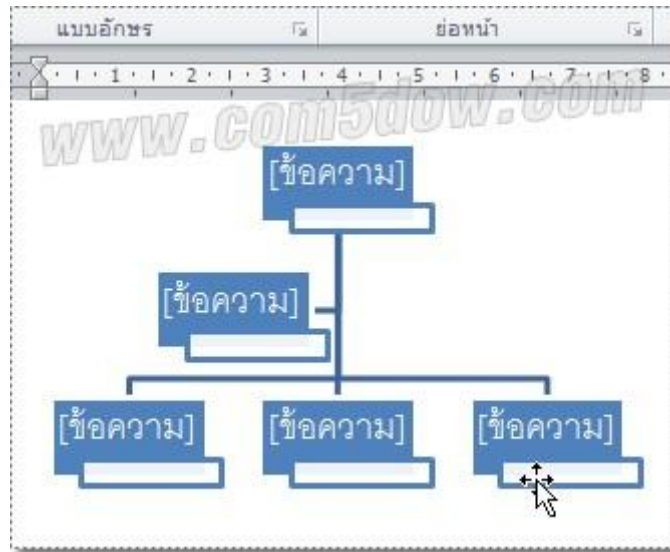 แบบอักษร ย่อหน้า
1 2 3 4 5 6 7 8
www.com5dow.com
[ข้อความ]
[ข้อความ]
[ข้อความ] [ข้อความ] [ข้อความ]